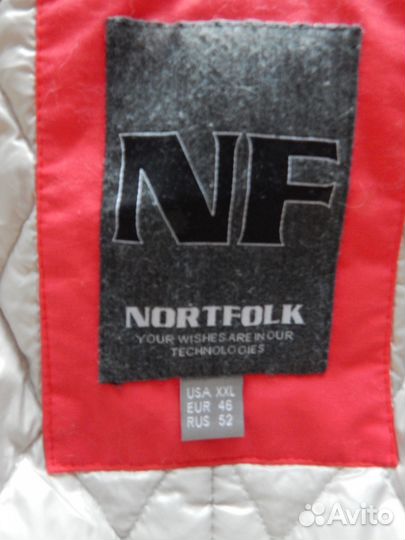 NF
NORTFOLK
YOUR WISHES ARE IN OUR
TECHNOLOGIES
USA XXL
EUR 46
RUS 52
Avito